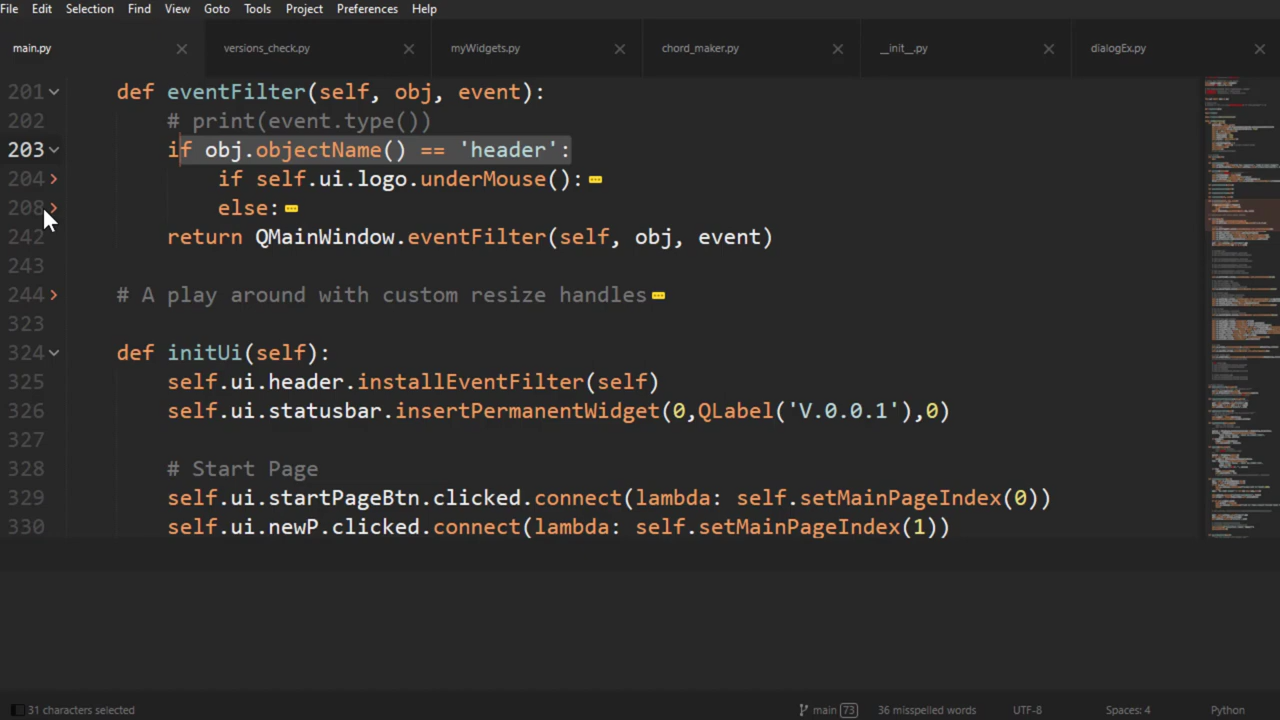 File Edit Selection Find View Goto Tools Project Preferences Help
main.py versions_check.py myWidgets.py chord_maker.py __init__.py dialogEx.py
201 def eventFilter(self, obj, event):
202 # print(event.type())
203 if obj.objectName() == 'header':
204 if self.ui.logo.underMouse():
208 else:
242 return QMainWindow.eventFilter(self, obj, event)
243
244 # A play around with custom resize handles
323
324 def initUi(self):
325 self.ui.header.installEventFilter(self)
326 self.ui.statusbar.insertPermanentWidget(0,QLabel('V.0.0.1'),0)
327
328 # Start Page
329 self.ui.startPageBtn.clicked.connect(lambda: self.setMainPageIndex(0))
330 self.ui.newP.clicked.connect(lambda: self.setMainPageIndex(1))
31 characters selected main 73 36 misspelled words UTF-8 Spaces: 4 Python